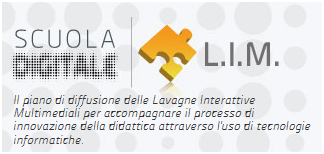 SCUOLA
DIGITALE
L.I.M.
Il piano di diffusione delle Lavagne Interattive
Multimediali per accompagnare il processo di
innovazione della didattica attraverso l'uso di tecnologie
informatiche.